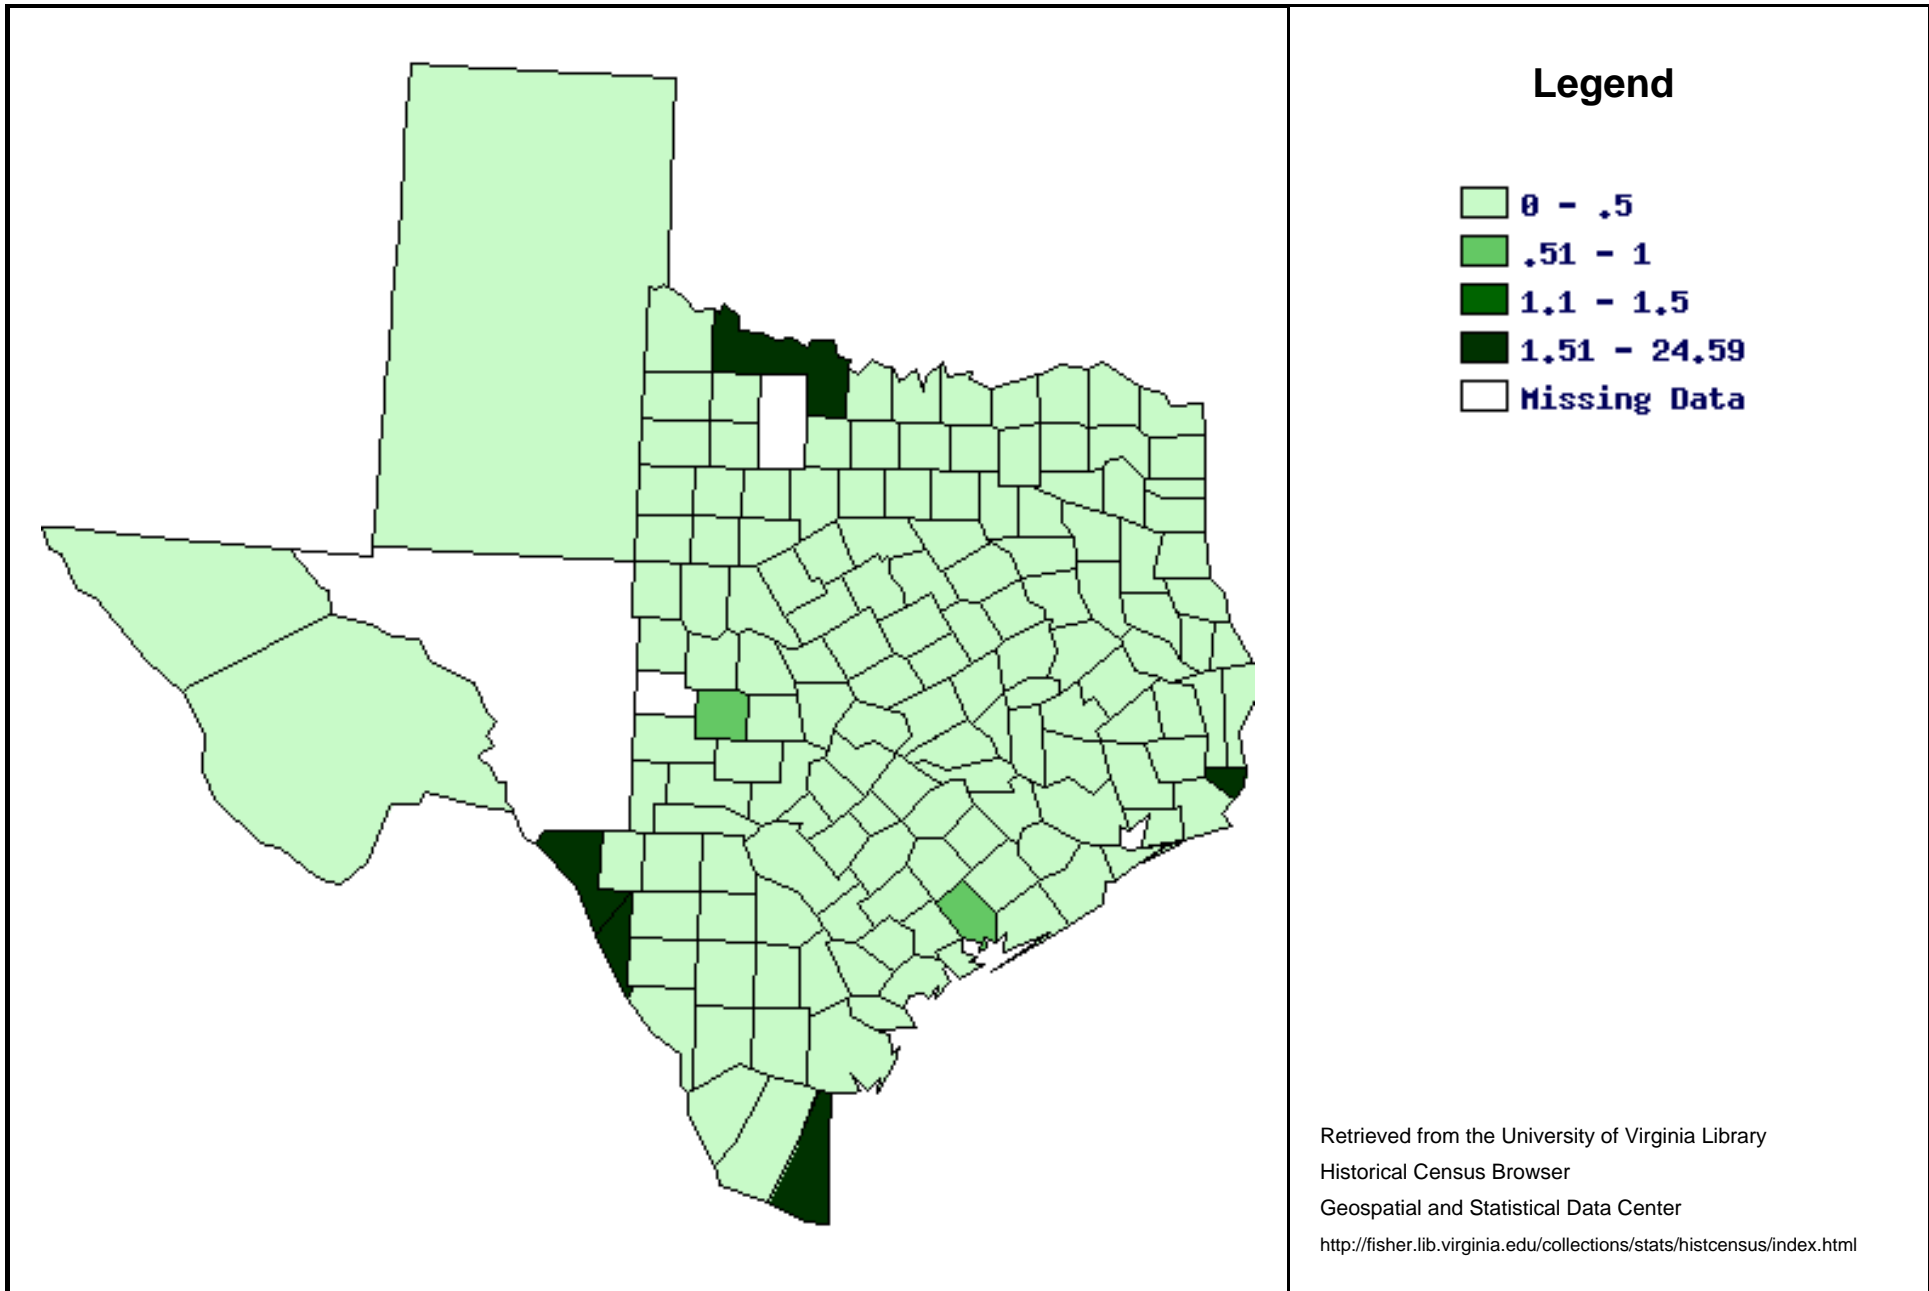 Legend
0 - .5
.51 - 1
1.1 - 1.5
1.51 - 24.59
Missing Data
Retrieved from the University of Virginia Library
Historical Census Browser
Geospatial and Statistical Data Center
http://fisher.lib.virginia.edu/collections/stats/histcensus/index.html